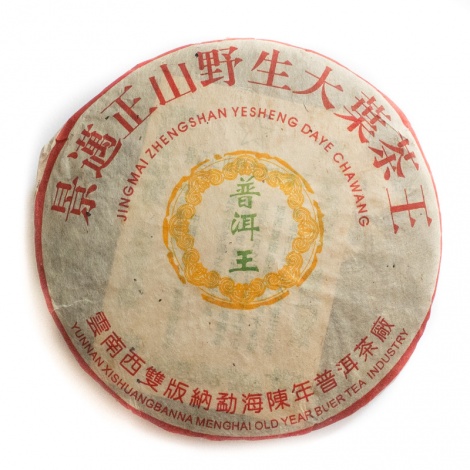 景邁正山野生大葉茶王
JINGMAI ZHENGSHAN YESHENG DAYE CHAWANG
普洱王
雲南西雙版納勐海陳年普洱茶廠
YUNNAN XISHUANGBANNA MENGHAI OLD YEAR BUER TEA INDUSTRY